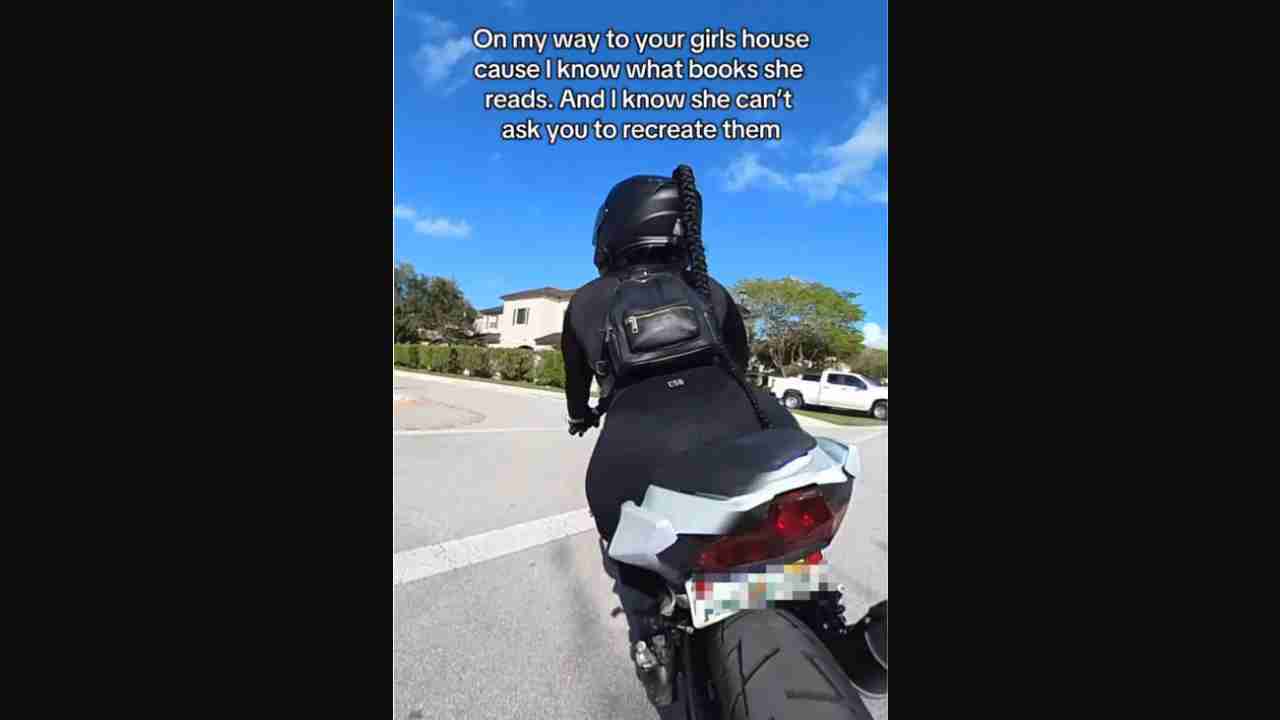 On my way to your girls house
cause I know what books she
reads. And I know she can't
ask you to recreate them